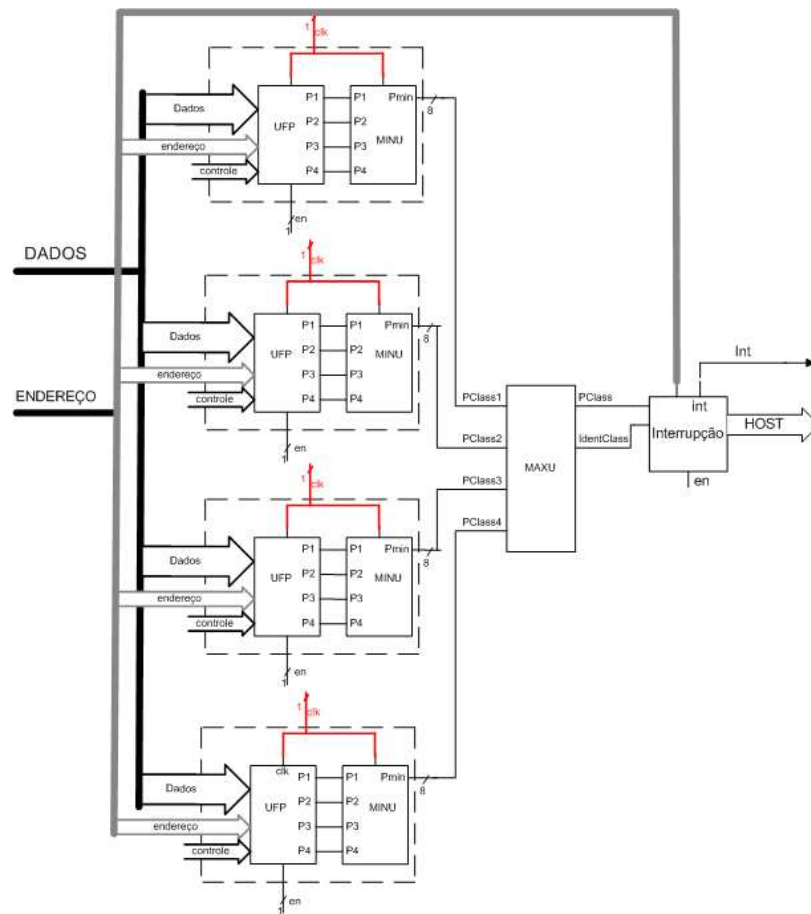 1 clk
Dados
UFP
P1 P1 Pmin
P2 P2
MINU
P3 P3
P4 P4
endereço
controle
8
en
1
DADOS
ENDEREÇO
1 clk
Dados
UFP
P1 P1 Pmin
P2 P2
MINU
P3 P3
P4 P4
endereço
controle
8
en
1
1 clk
Dados
UFP
P1 P1 Pmin
P2 P2
MINU
P3 P3
P4 P4
endereço
controle
8
en
1
1 clk
clk
Dados
UFP
P1 P1 Pmin
P2 P2
MINU
P3 P3
P4 P4
endereço
controle
8
en
1
PClass1
PClass2
PClass3
PClass4
MAXU
PClass
IdentClass
Int
int
Interrupção
HOST
en